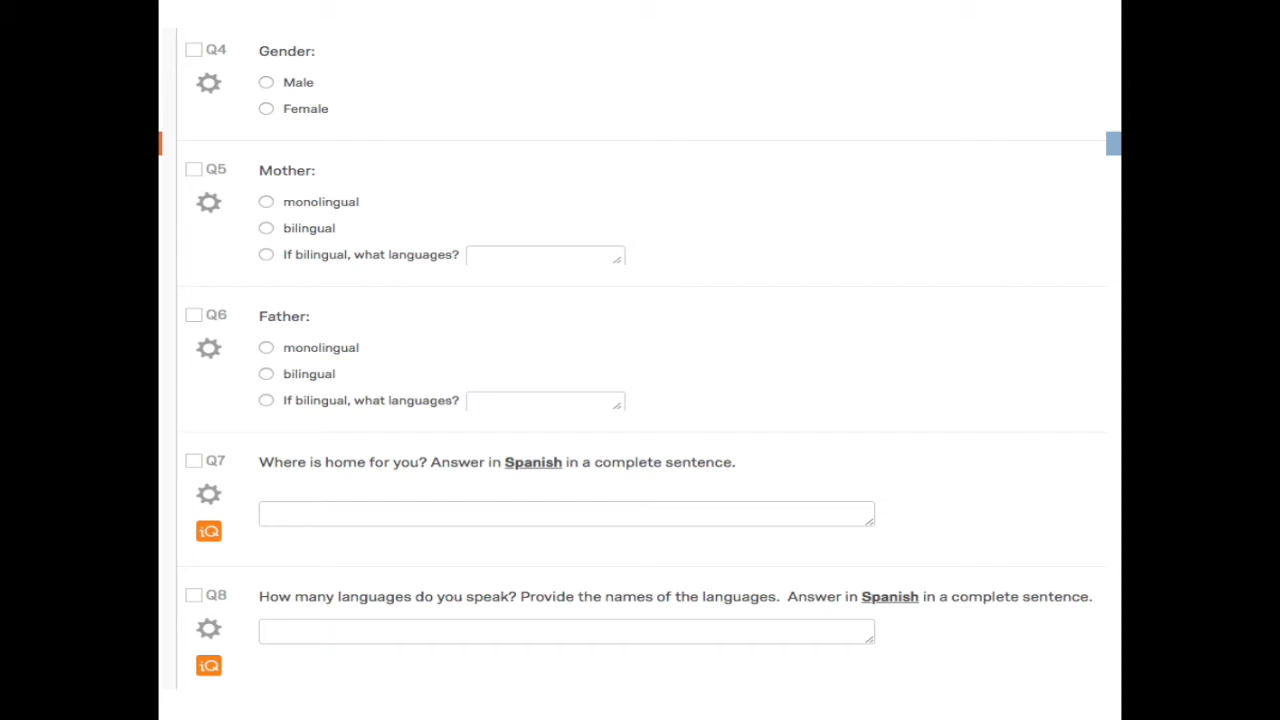 Q4 Gender:
Male
Female
Q5 Mother:
monolingual
bilingual
If bilingual, what languages?
Q6 Father:
monolingual
bilingual
If bilingual, what languages?
Q7 Where is home for you? Answer in Spanish in a complete sentence.
iQ
Q8 How many languages do you speak? Provide the names of the languages. Answer in Spanish in a complete sentence.
iQ